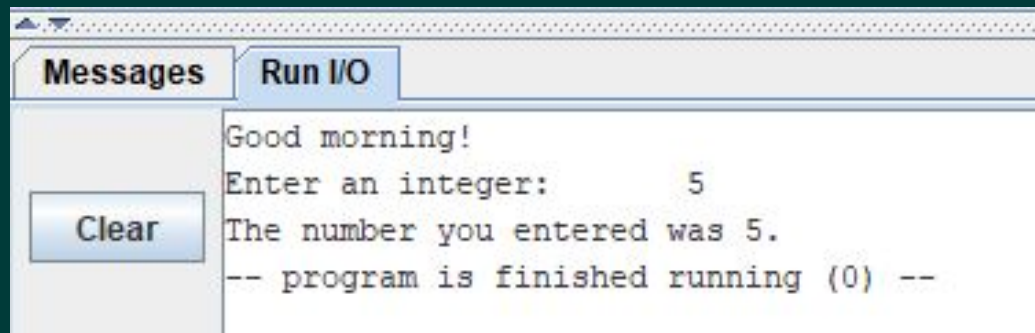 Messages Run I/O
Good morning!
Enter an integer: 5
Clear
The number you entered was 5.
-- program is finished running (0) --